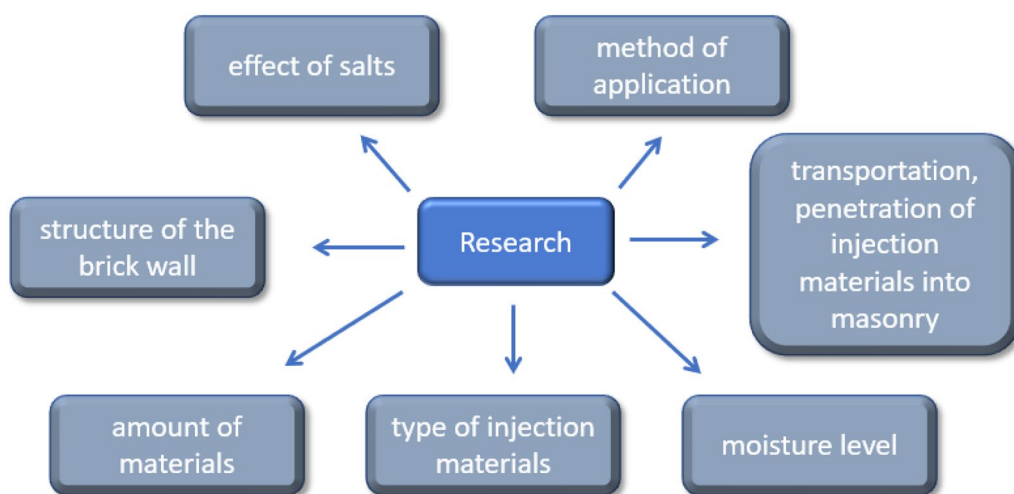 effect of salts
method of
application
transportation,
penetration of
injection
materials into
masonry
structure of the
brick wall
Research
amount of
materials
type of injection
materials
moisture level